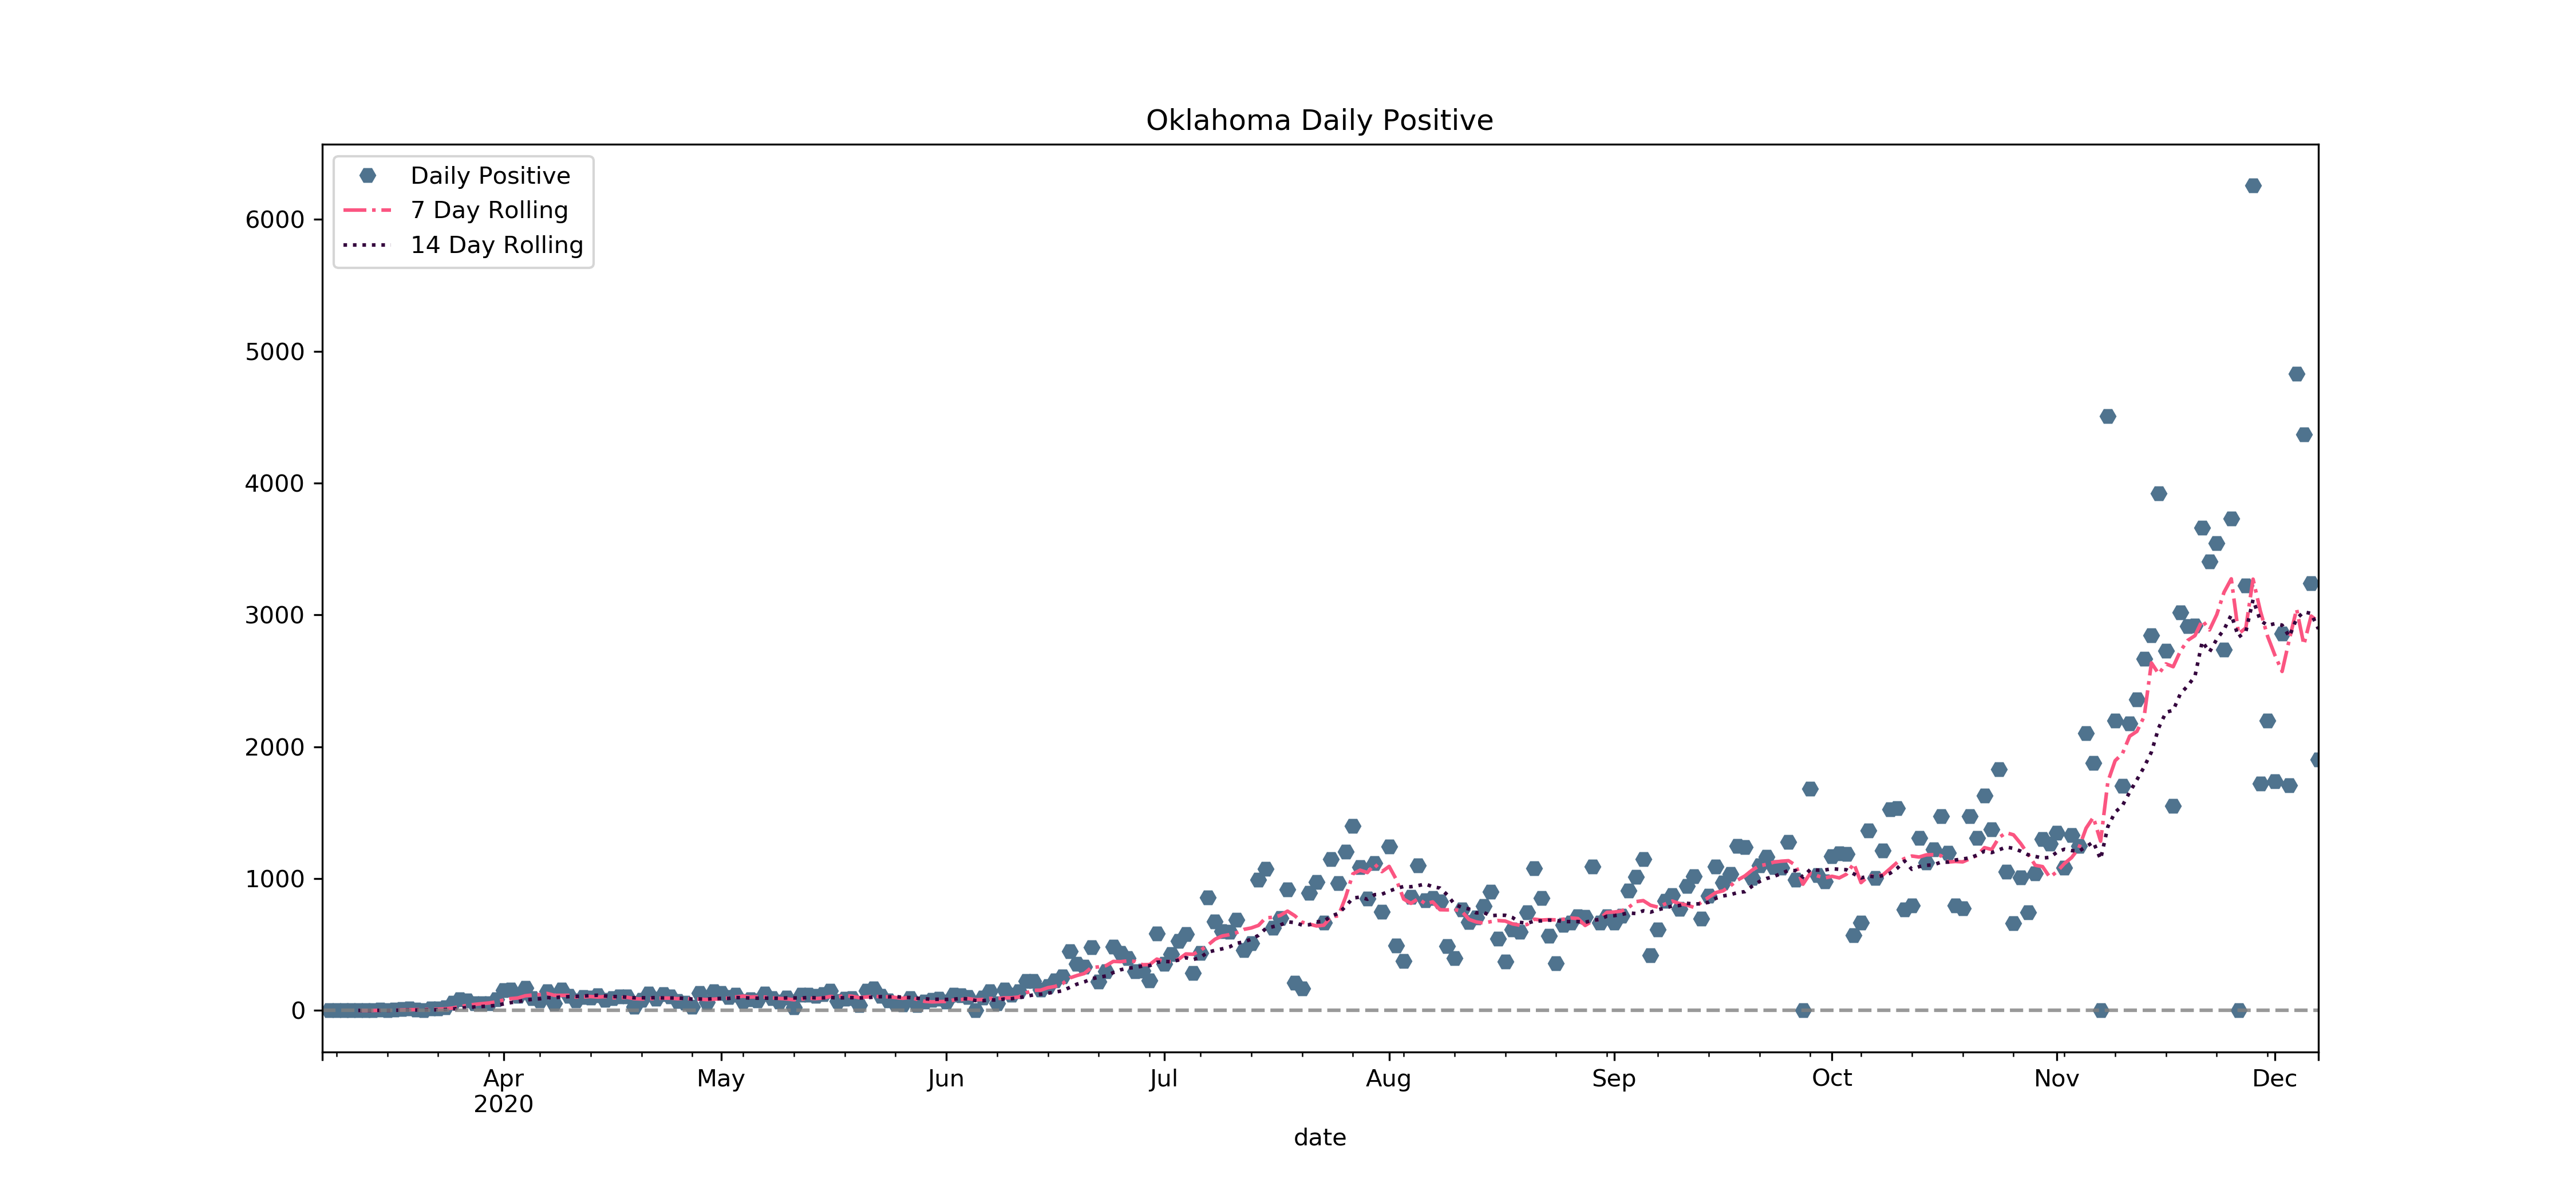 Oklahoma Daily Positive
Daily Positive
7 Day Rolling
14 Day Rolling
6000
5000
4000
3000
2000
1000
0
Apr May Jun Jul Aug Sep Oct Nov Dec
2020
date